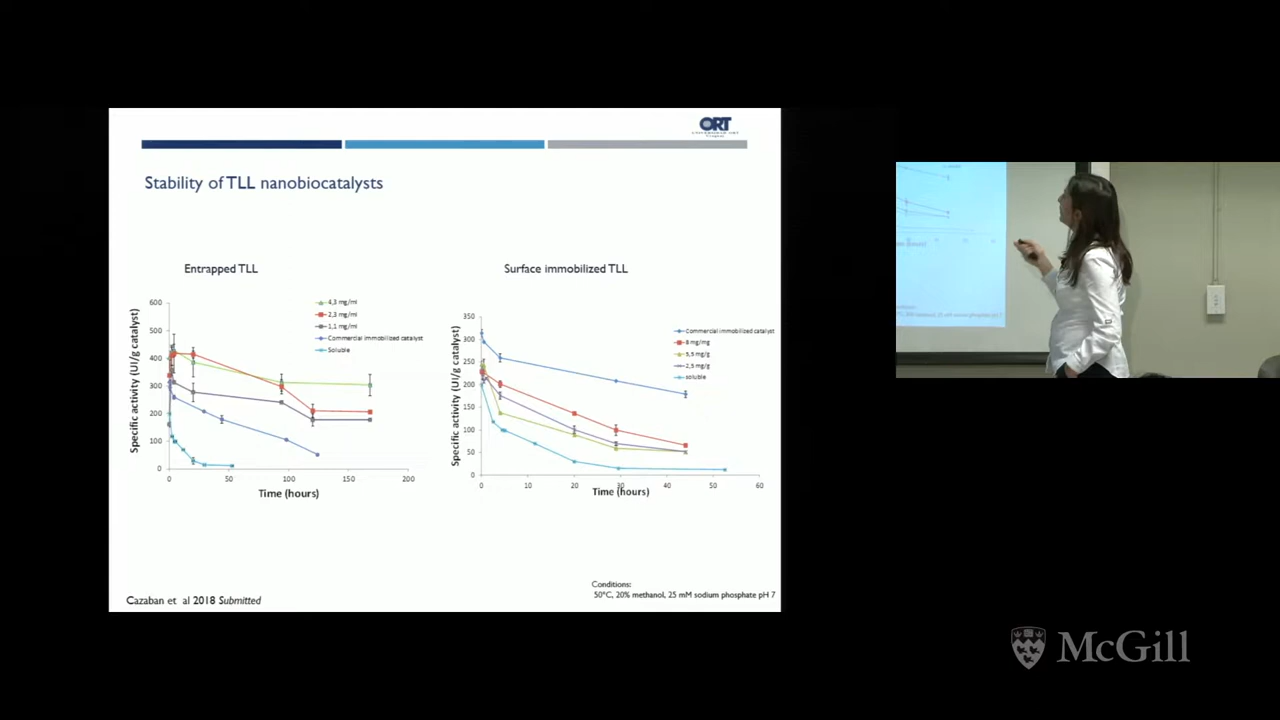 ORT
Stability of TLL nanobiocatalysts
Entrapped TLL
600
500
400
300
200
100
0
Specific activity (UI/g catalyst)
0
50
100
150
200
Time (hours)
4,3 mg/ml
2,3 mg/ml
1,1 mg/ml
Commercial immobilized catalyst
Soluble
Surface immobilized TLL
350
300
250
200
150
100
50
0
Specific activity (UI/g catalyst)
0
10
20
30
40
50
60
Time (hours)
Commercial immobilized catalyst
8 mg/mg
5,5 mg/g
2,5 mg/g
soluble
Conditions:
50°C, 20% methanol, 25 mM sodium phosphate pH 7
Cazaban et al 2018 Submitted
McGill